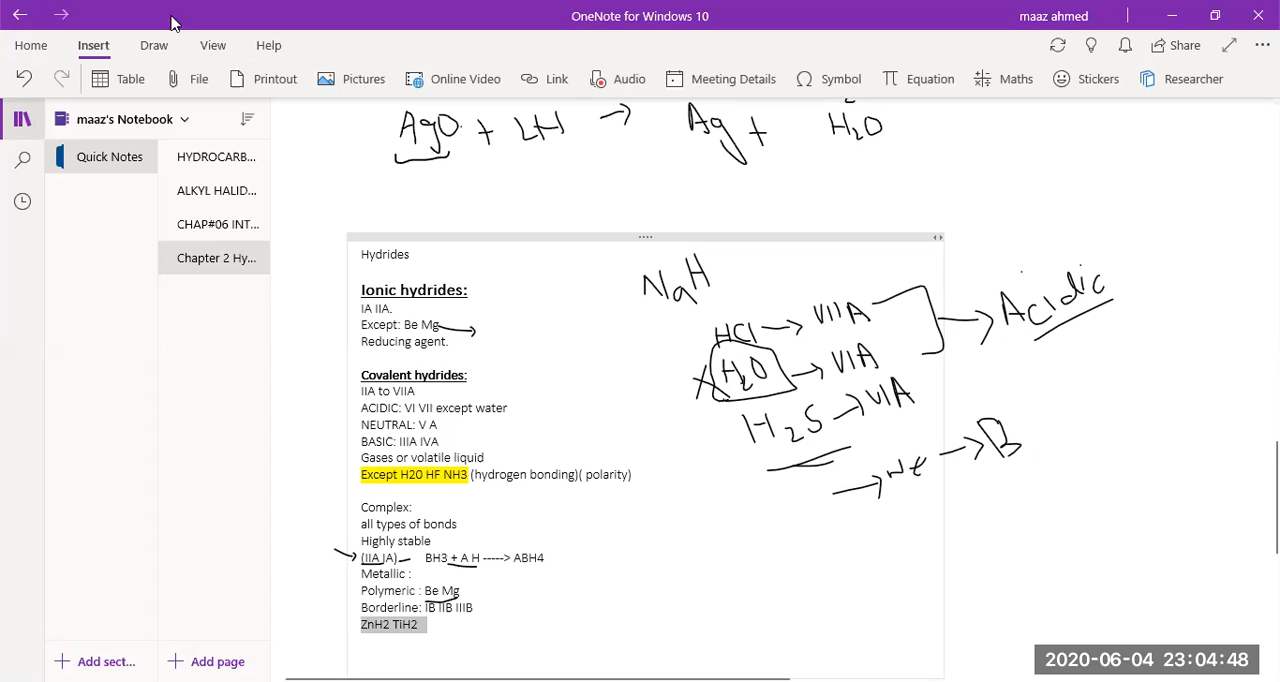 OneNote for Windows 10
maaz ahmed
Home
Insert
Draw
View
Help
Share
Table
File
Printout
Pictures
Online Video
Link
Audio
Meeting Details
Symbol
Equation
Maths
Stickers
Researcher
maaz's Notebook
Quick Notes
HYDROCARB...
ALKYL HALID...
CHAP#06 INT...
Chapter 2 Hy...
AgO + 2H → Ag + H2O
Hydrides
NaH
Ionic hydrides:
IA IIA.
Except: Be Mg
Reducing agent.
HCl → VIIA
Acidic
H2O → VIA
H2S → VIA
Covalent hydrides:
IIA to VIIA
ACIDIC: VI VII except water
NEUTRAL: V A
BASIC: IIIA IVA
Gases or volatile liquid
Except H20 HF NH3 (hydrogen bonding)( polarity)
→ B
Complex:
all types of bonds
Highly stable
(IIA IA) BH3 + A H -----> ABH4
Metallic :
Polymeric : Be Mg
Borderline: IB IIB IIIB
ZnH2 TiH2
Add sect...
Add page
2020-06-04 23:04:48